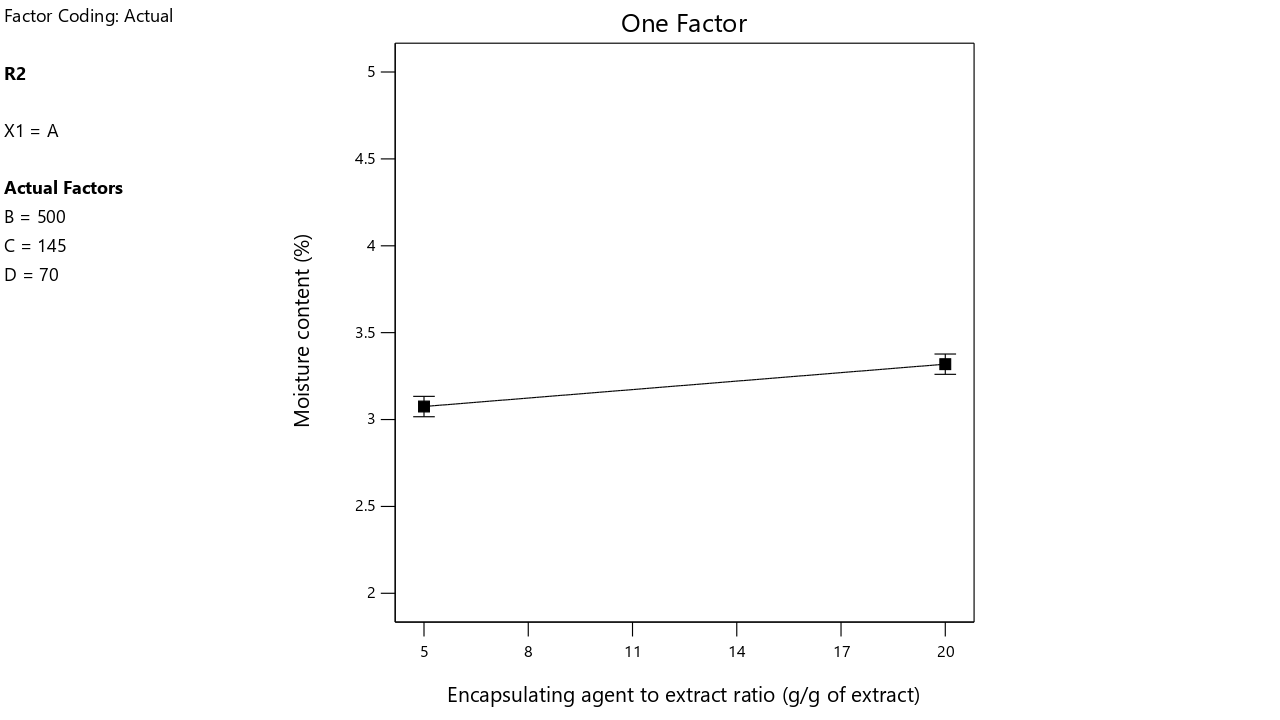 Factor Coding: Actual
R2
X1 = A
Actual Factors
B = 500
C = 145
D = 70
One Factor
Moisture content (%)
5
4.5
4
3.5
3
2.5
2
5 8 11 14 17 20
Encapsulating agent to extract ratio (g/g of extract)